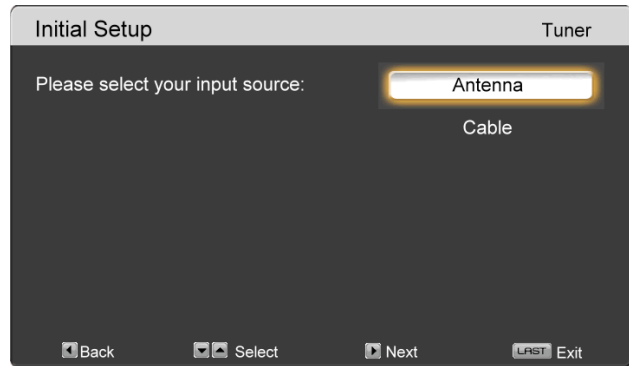 Initial Setup Tuner
Please select your input source: Antenna
Cable
Back Select Next LAST Exit